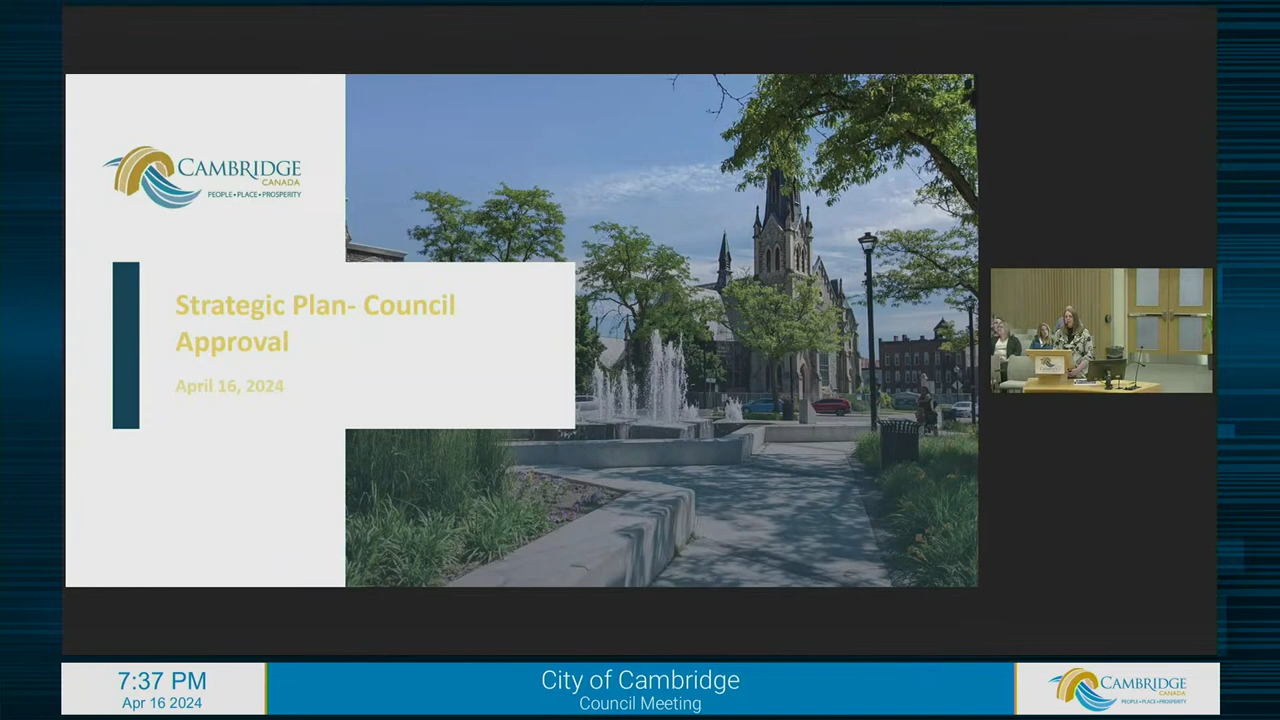 CAMBRIDGE
CANADA
PEOPLE • PLACE • PROSPERITY
Strategic Plan- Council
Approval
April 16, 2024
7:37 PM
Apr 16 2024
City of Cambridge
Council Meeting
CAMBRIDGE
CANADA
PEOPLE • PLACE • PROSPERITY